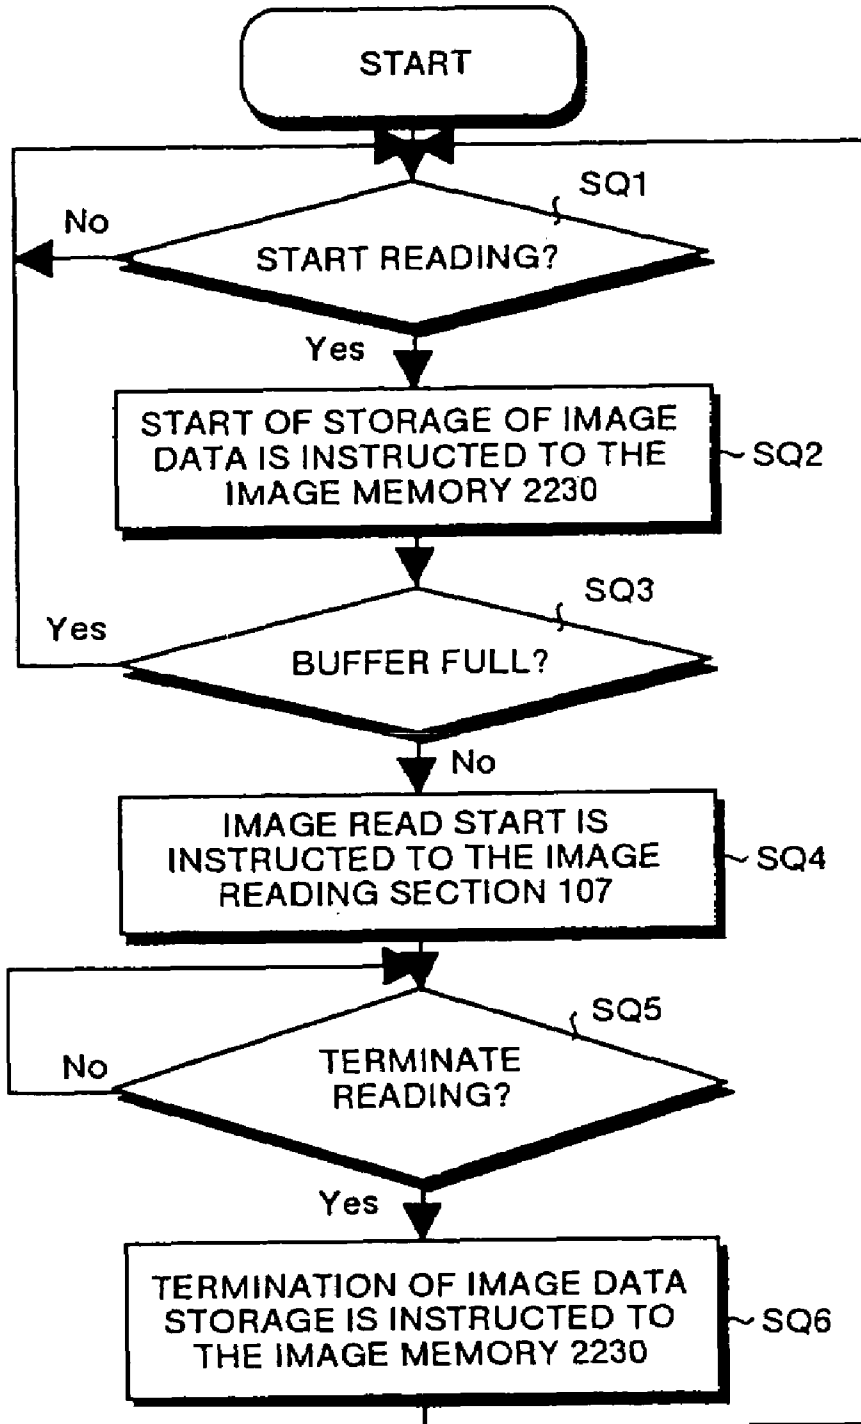 START
SQ1
No
START READING?
Yes
START OF STORAGE OF IMAGE
DATA IS INSTRUCTED TO THE
IMAGE MEMORY 2230
SQ2
SQ3
Yes
BUFFER FULL?
No
IMAGE READ START IS
INSTRUCTED TO THE IMAGE
READING SECTION 107
SQ4
SQ5
No
TERMINATE
READING?
Yes
TERMINATION OF IMAGE DATA
STORAGE IS INSTRUCTED TO
THE IMAGE MEMORY 2230
SQ6